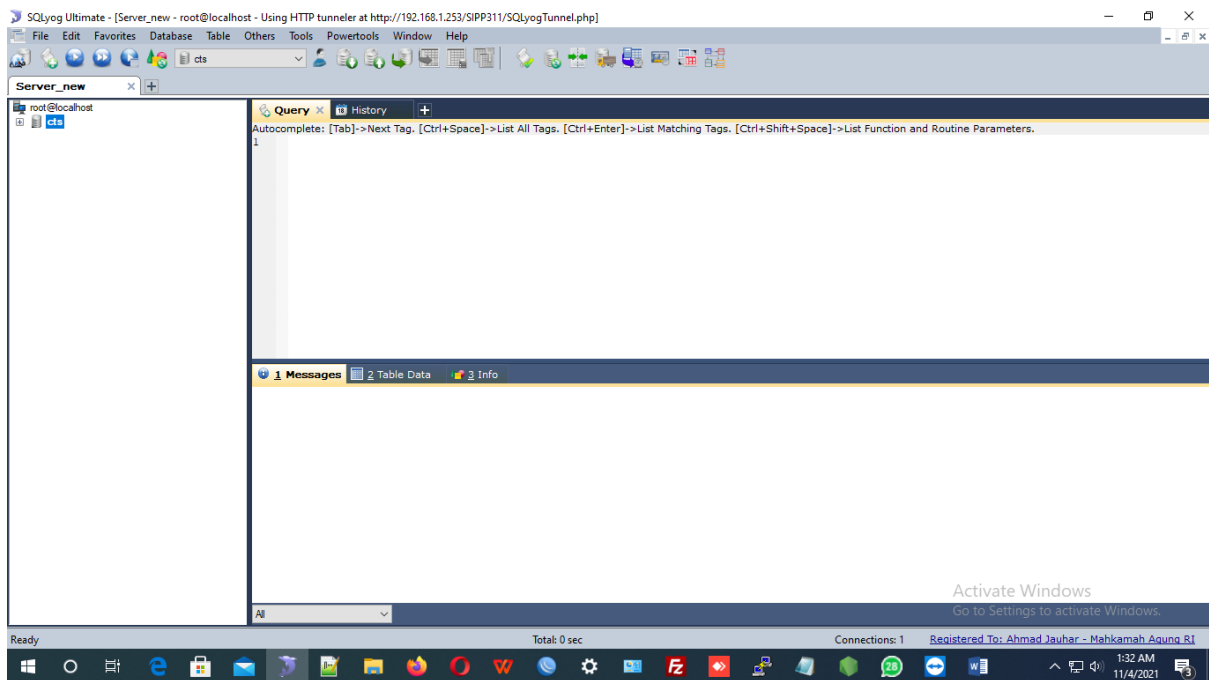 SQLyog Ultimate - [Server_new - root@localhost - Using HTTP tunneler at http://192.168.1.253/SIPP311/SQLyogTunnel.php]
File Edit Favorites Database Table Others Tools Powertools Window Help
cts
Server_new
root@localhost
cts
Query History
Autocomplete: [Tab]->Next Tag. [Ctrl+Space]->List All Tags. [Ctrl+Enter]->List Matching Tags. [Ctrl+Shift+Space]->List Function and Routine Parameters.
1
1 Messages 2 Table Data 3 Info
All
Activate Windows
Go to Settings to activate Windows.
Ready Total: 0 sec Connections: 1 Registered To: Ahmad Jauhar - Mahkamah Agung RI
28
1:32 AM
11/4/2021
3